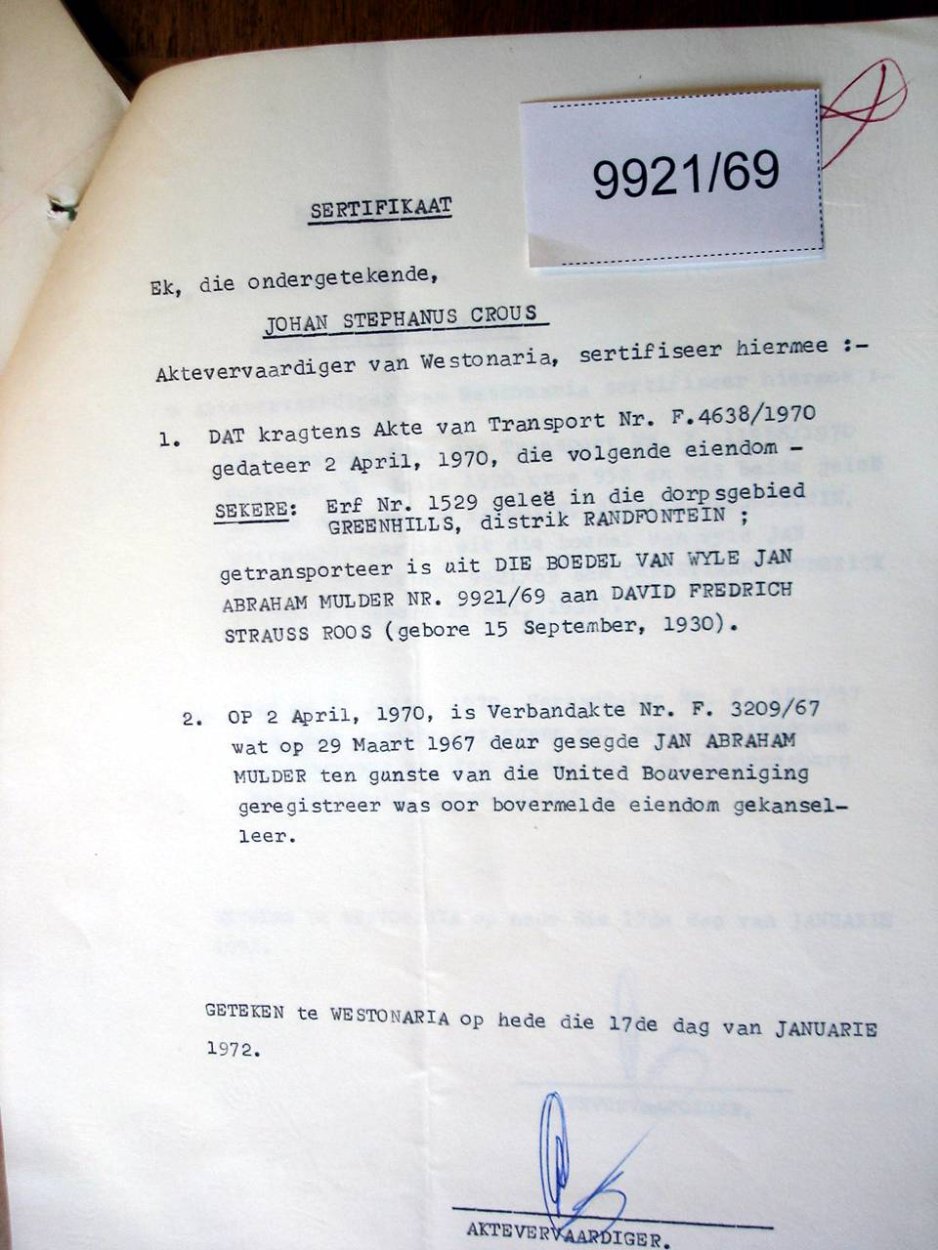 9921/69
SERTIFIKAAT
Ek, die ondergetekende,
JOHAN STEPHANUS CROUS
Aktevervaardiger van Westonaria, sertifiseer hiermee :-
1. DAT kragtens Akte van Transport Nr. F.4638/1970
gedateer 2 April, 1970, die volgende eiendom -
SEKERE: Erf Nr. 1529 geleë in die dorpsgebied
GREENHILLS, distrik RANDFONTEIN ;
getransporteer is uit DIE BOEDEL VAN WYLE JAN
ABRAHAM MULDER NR. 9921/69 aan DAVID FREDRICH
STRAUSS ROOS (gebore 15 September, 1930).
2. OP 2 April, 1970, is Verbandakte Nr. F. 3209/67
wat op 29 Maart 1967 deur gesegde JAN ABRAHAM
MULDER ten gunste van die United Bouvereniging
geregistreer was oor bovermelde eiendom gekansel-
leer.
GETEKEN te WESTONARIA op hede die 17de dag van JANUARIE
1972.
AKTEVERVAARDIGER.